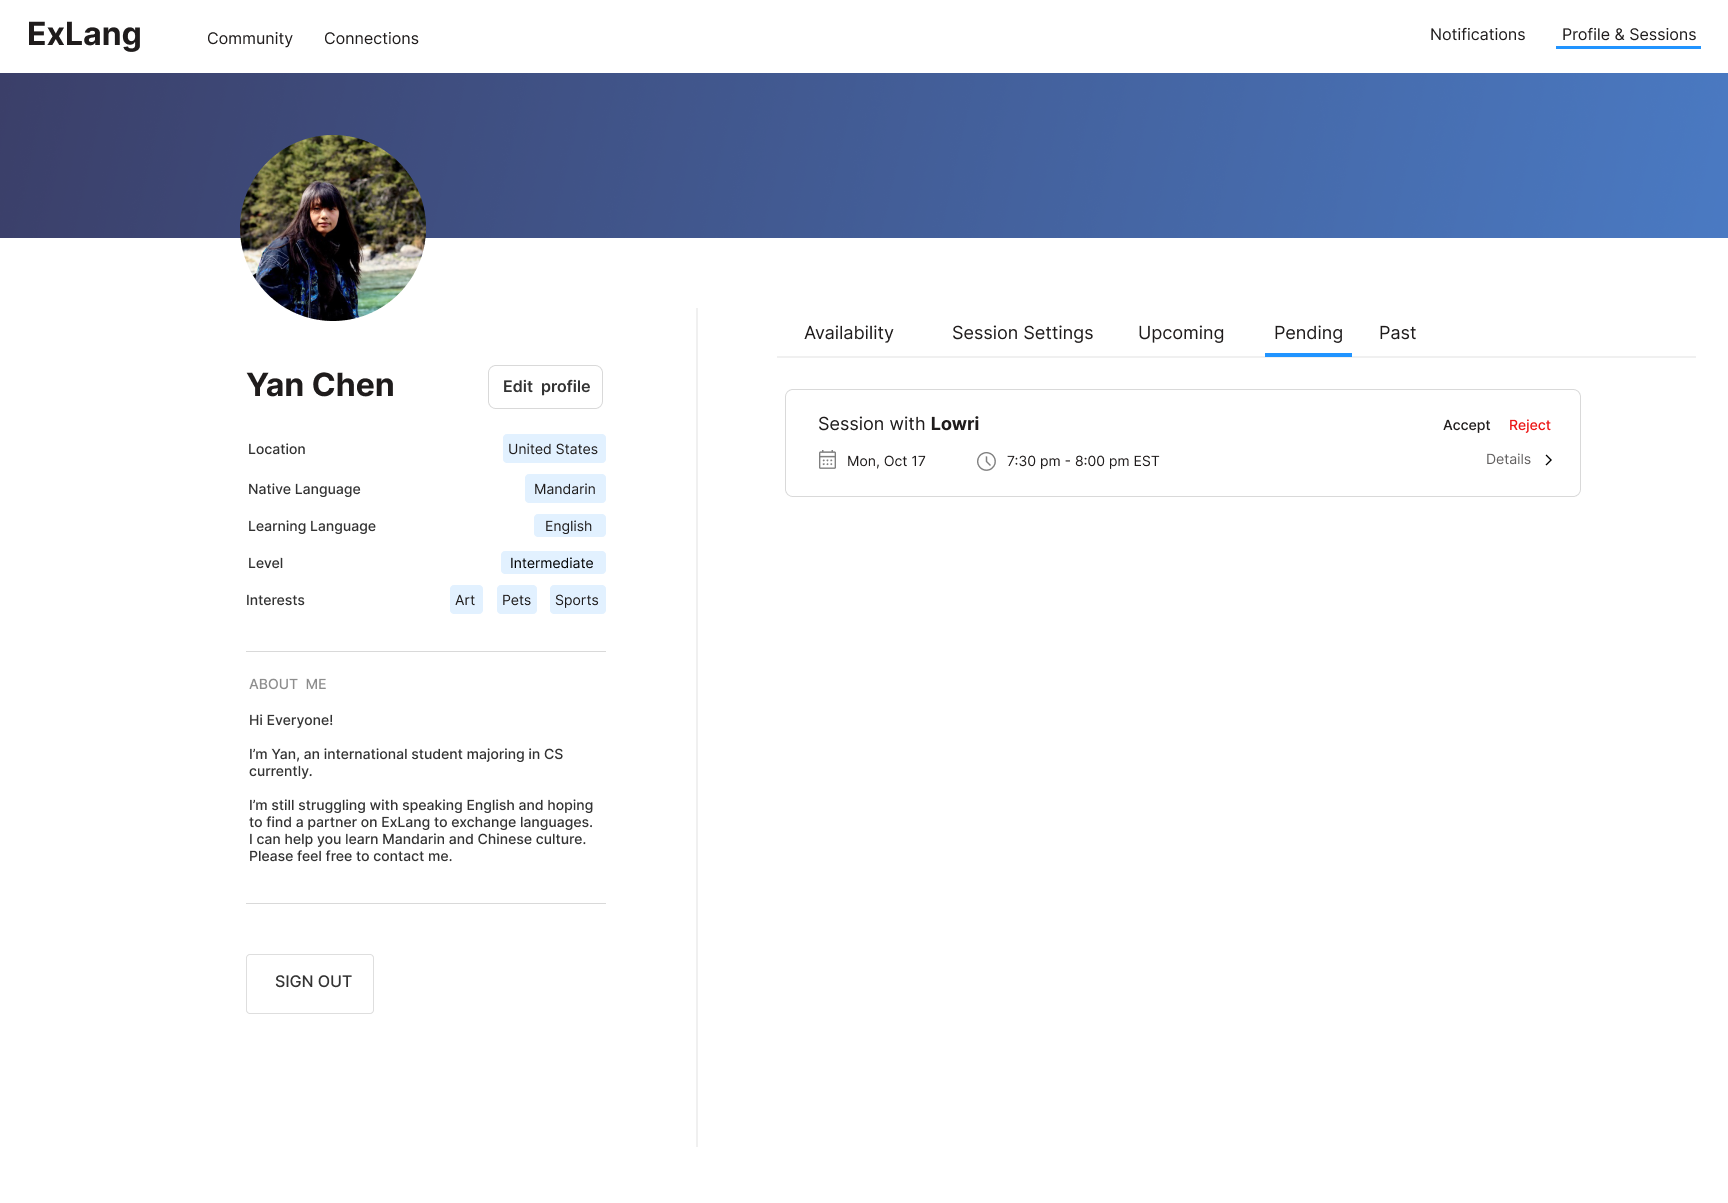 ExLang
Community
Connections
Notifications
Profile & Sessions
Yan Chen
Edit profile
Location
United States
Native Language
Mandarin
Learning Language
English
Level
Intermediate
Interests
Art
Pets
Sports
ABOUT ME
Hi Everyone!
I’m Yan, an international student majoring in CS
currently.
I’m still struggling with speaking English and hoping
to find a partner on ExLang to exchange languages.
I can help you learn Mandarin and Chinese culture.
Please feel free to contact me.
SIGN OUT
Availability
Session Settings
Upcoming
Pending
Past
Session with Lowri
Accept
Reject
Mon, Oct 17
7:30 pm - 8:00 pm EST
Details